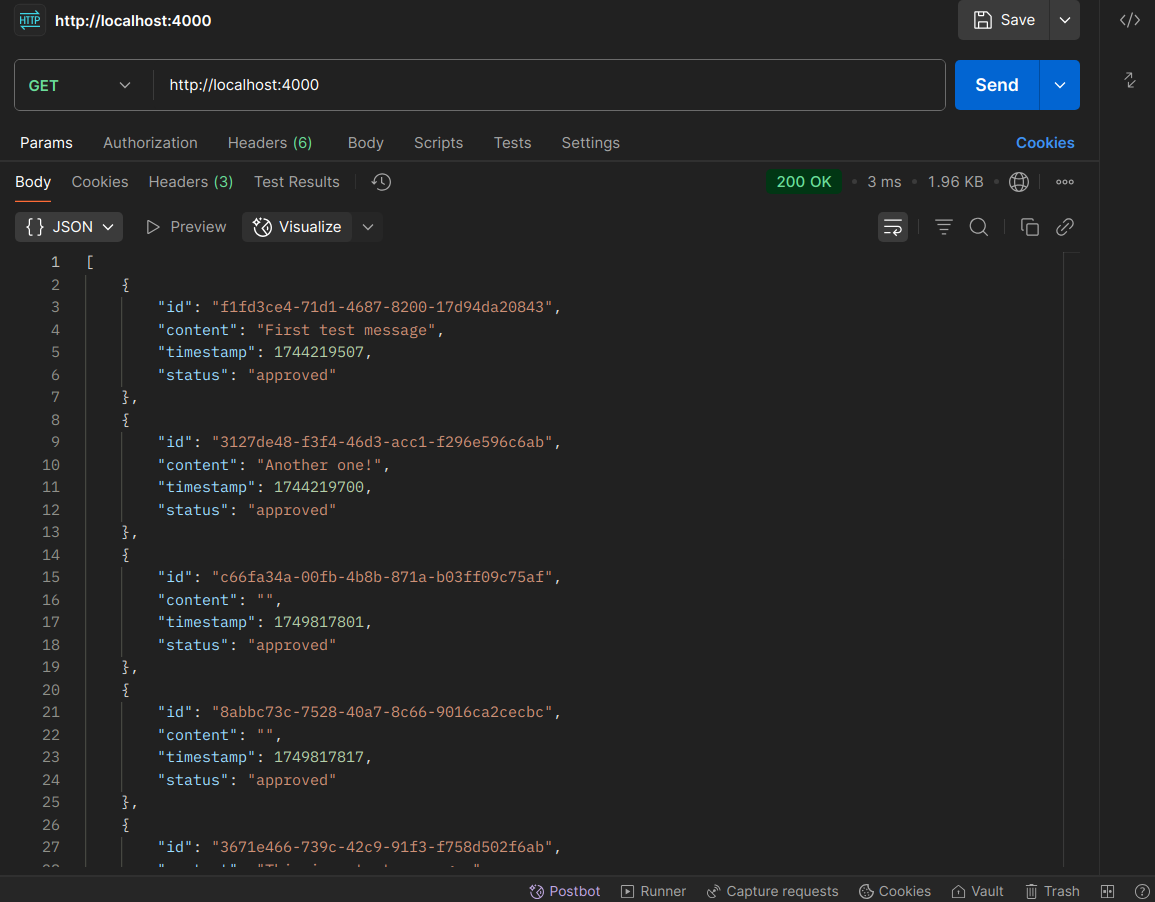 HTTP http://localhost:4000 Save
GET http://localhost:4000 Send
Params Authorization Headers (6) Body Scripts Tests Settings Cookies
Body Cookies Headers (3) Test Results 200 OK • 3 ms • 1.96 KB •
{} JSON Preview Visualize
1 [
2 {
3 "id": "f1fd3ce4-71d1-4687-8200-17d94da20843",
4 "content": "First test message",
5 "timestamp": 1744219507,
6 "status": "approved"
7 },
8 {
9 "id": "3127de48-f3f4-46d3-acc1-f296e596c6ab",
10 "content": "Another one!",
11 "timestamp": 1744219700,
12 "status": "approved"
13 },
14 {
15 "id": "c66fa34a-00fb-4b8b-871a-b03ff09c75af",
16 "content": "",
17 "timestamp": 1749817801,
18 "status": "approved"
19 },
20 {
21 "id": "8abbc73c-7528-40a7-8c66-9016ca2cecbc",
22 "content": "",
23 "timestamp": 1749817817,
24 "status": "approved"
25 },
26 {
27 "id": "3671e466-739c-42c9-91f3-f758d502f6ab",
Postbot Runner Capture requests Cookies Vault Trash